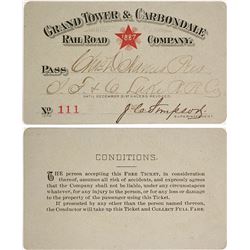 GRAND TOWER & CARBONDALE
RAIL ROAD 1887 COMPANY.
PASS
UNTIL DECEMBER 31ST UNLESS REVOKED.
No 111
SUPERINTENDENT.
CONDITIONS.
THE person accepting this FREE TICKET, in consideration
thereof, assumes all risk of accidents, and expressly agrees
that the Company shall not be liable, under any circumstances
whatever, for injury to the person, or for any loss or damage
to the property of the passenger using this Ticket.
If presented by any other than the person named thereon,
the Conductor will take up this Ticket and COLLECT FULL FARE.